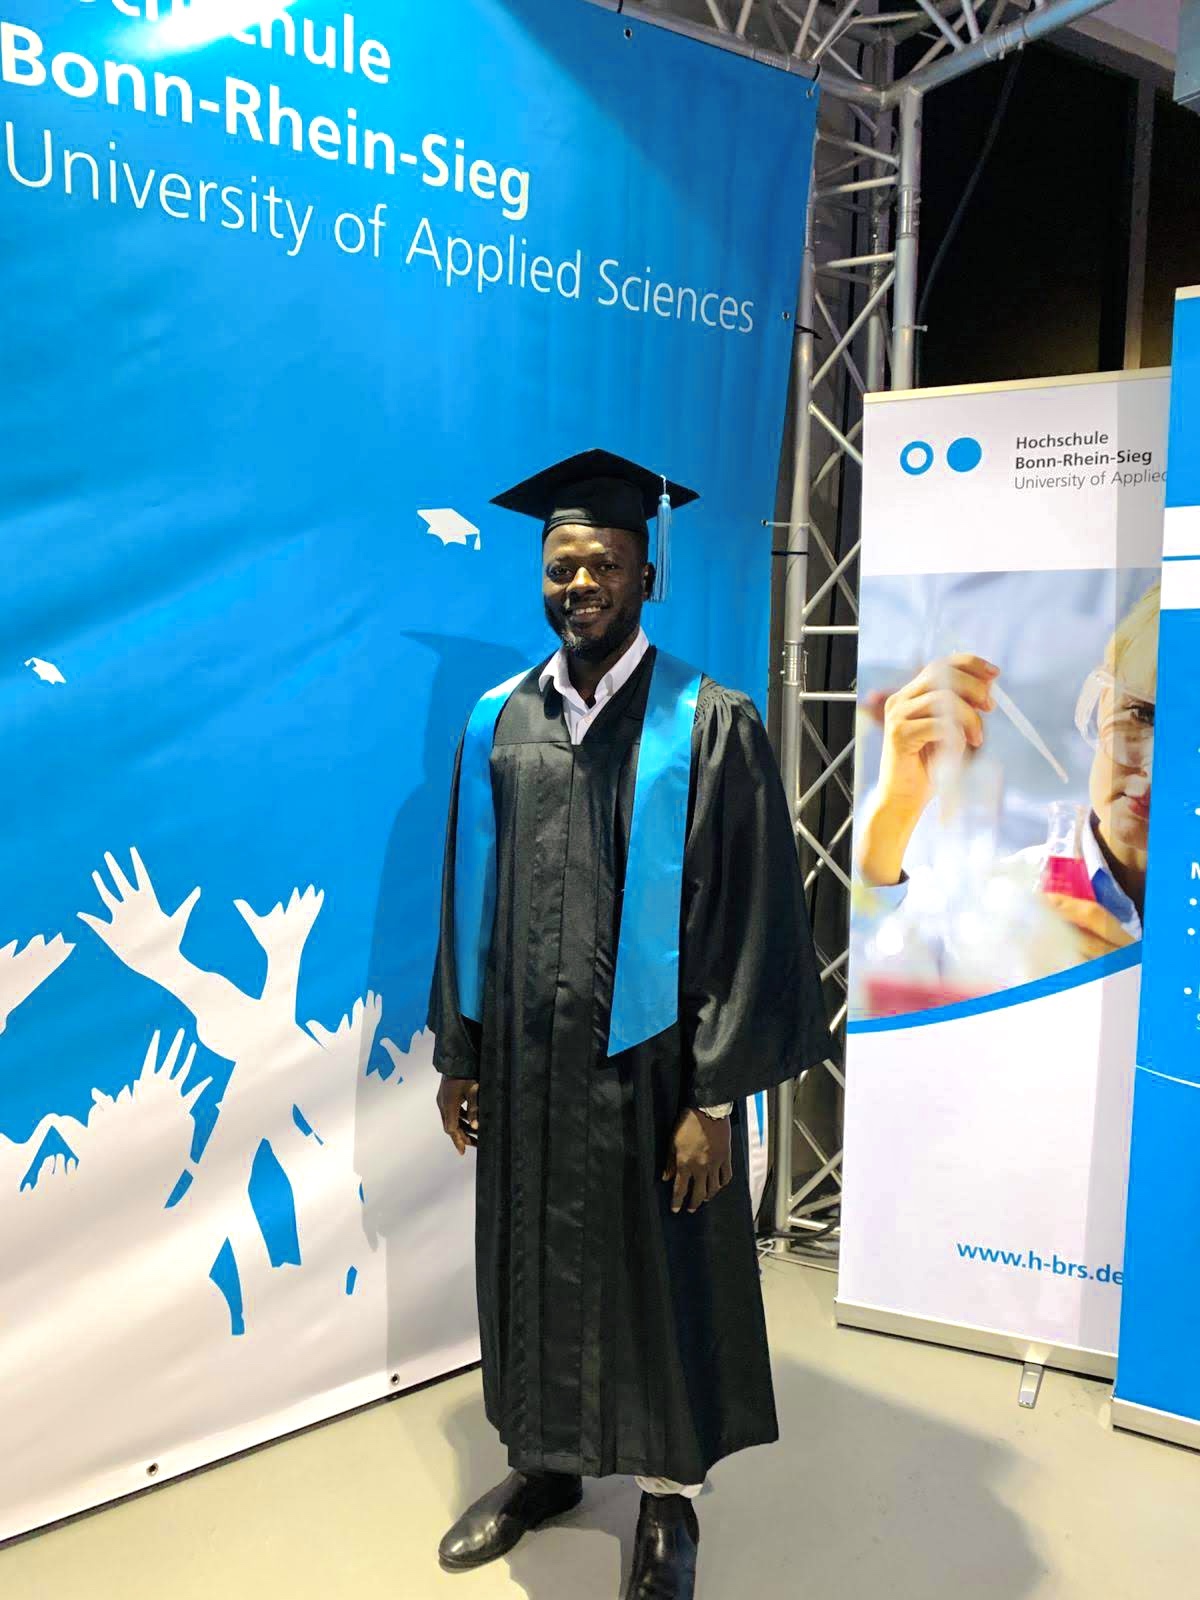 Bonn-Rhein-Sieg
University of Applied Sciences
Hochschule
Bonn-Rhein-Sieg
University of Applied
www.h-brs.de